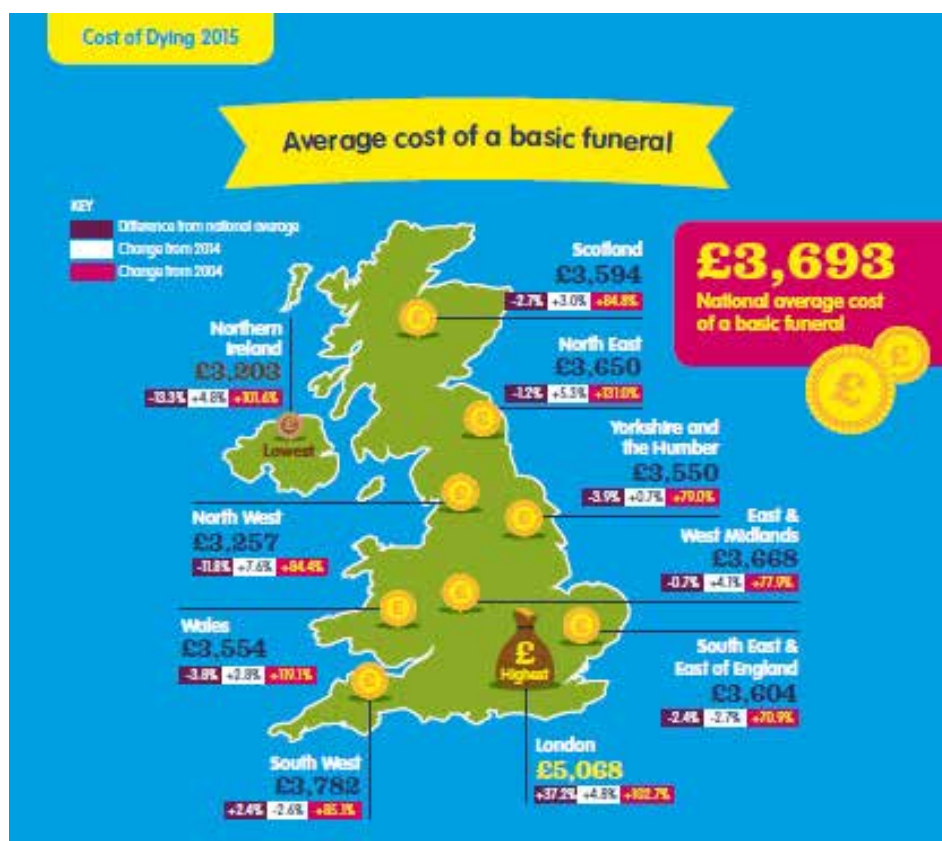 Cost of Dying 2015
Average cost of a basic funeral
KEY
Difference from national average
Change from 2014
Change from 2004
£3,693
National average cost
of a basic funeral
Scotland
£3,594
-2.7% +3.0% +84.8%
Northern
Ireland
£3,203
-13.3% +4.8% +101.6%
Lowest
North East
£3,650
-1.2% +5.3% +131.0%
Yorkshire and
the Humber
£3,550
-3.9% +0.7% +79.0%
North West
£3,257
-11.8% +7.6% +84.4%
East &
West Midlands
£3,668
-0.7% +4.1% +77.9%
Wales
£3,554
-3.8% +2.8% +119.1%
£
Highest
South East &
East of England
£3,604
-2.4% -2.7% +70.9%
South West
£3,782
+2.4% -2.6% +85.1%
London
£5,068
+37.2% +4.8% +102.7%